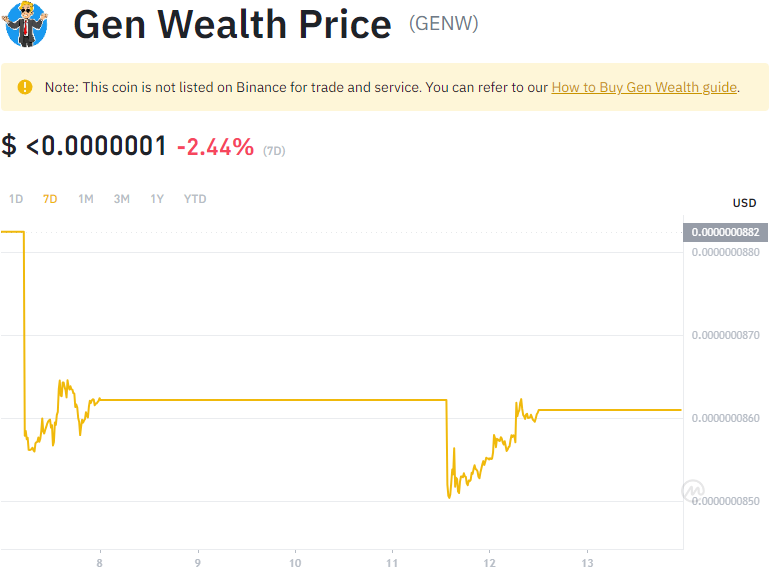 Gen Wealth Price (GENW)
Note: This coin is not listed on Binance for trade and service. You can refer to our How to Buy Gen Wealth guide.
$ <0.0000001 -2.44% (7D)
1D 7D 1M 3M 1Y YTD
USD
0.0000000882
0.0000000880
0.0000000870
0.0000000860
0.0000000850
8 9 10 11 12 13